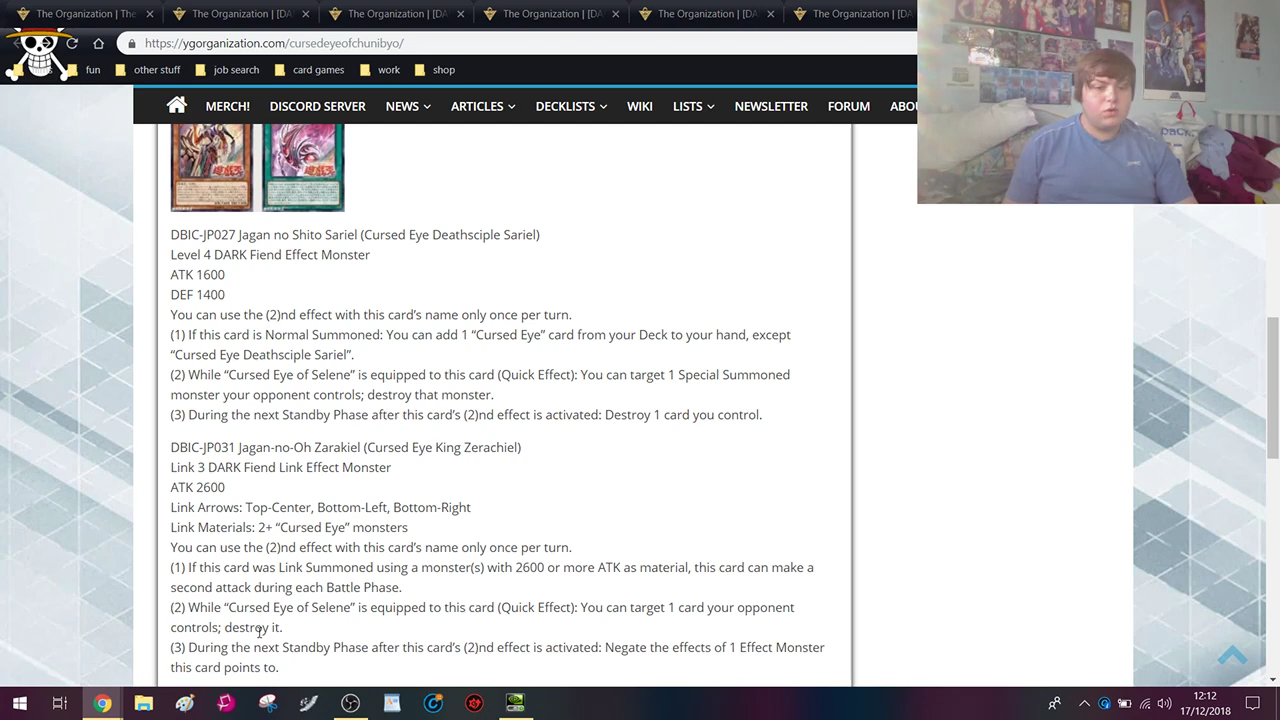 The Organization | The
The Organization | [DA
The Organization | [DA
The Organization | [DA
The Organization | [DA
The Organization | [DA
https://ygorganization.com/cursedeyeofchunibyo/
fun
other stuff
job search
card games
work
shop
MERCH!
DISCORD SERVER
NEWS
ARTICLES
DECKLISTS
WIKI
LISTS
NEWSLETTER
FORUM
ABOU
DBIC-JP027 Jagan no Shito Sariel (Cursed Eye Deathsciple Sariel)
Level 4 DARK Fiend Effect Monster
ATK 1600
DEF 1400
You can use the (2)nd effect with this card’s name only once per turn.
(1) If this card is Normal Summoned: You can add 1 “Cursed Eye” card from your Deck to your hand, except
“Cursed Eye Deathsciple Sariel”.
(2) While “Cursed Eye of Selene” is equipped to this card (Quick Effect): You can target 1 Special Summoned
monster your opponent controls; destroy that monster.
(3) During the next Standby Phase after this card’s (2)nd effect is activated: Destroy 1 card you control.
DBIC-JP031 Jagan-no-Oh Zarakiel (Cursed Eye King Zerachiel)
Link 3 DARK Fiend Link Effect Monster
ATK 2600
Link Arrows: Top-Center, Bottom-Left, Bottom-Right
Link Materials: 2+ “Cursed Eye” monsters
You can use the (2)nd effect with this card’s name only once per turn.
(1) If this card was Link Summoned using a monster(s) with 2600 or more ATK as material, this card can make a
second attack during each Battle Phase.
(2) While “Cursed Eye of Selene” is equipped to this card (Quick Effect): You can target 1 card your opponent
controls; destroy it.
(3) During the next Standby Phase after this card’s (2)nd effect is activated: Negate the effects of 1 Effect Monster
this card points to.
12:12
17/12/2018